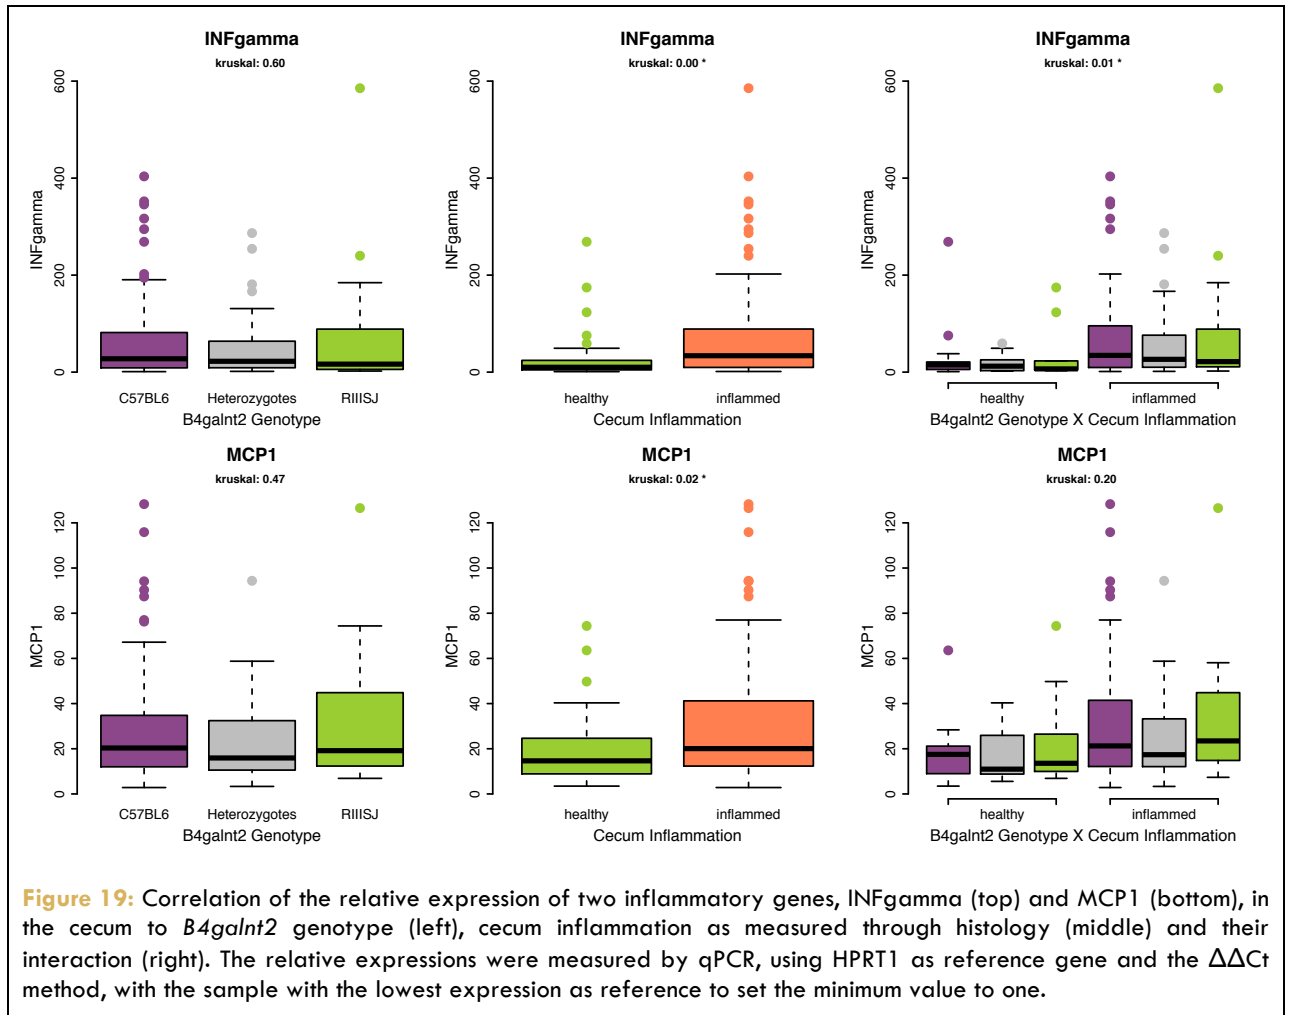 INFgamma
kruskal: 0.60
INFgamma
0 200 400 600
C57BL6 Heterozygotes RIIISJ
B4galnt2 Genotype
INFgamma
kruskal: 0.00 *
INFgamma
0 200 400 600
healthy inflammed
Cecum Inflammation
INFgamma
kruskal: 0.01 *
INFgamma
0 200 400 600
healthy inflammed
B4galnt2 Genotype X Cecum Inflammation
MCP1
kruskal: 0.47
MCP1
0 20 40 60 80 100 120
C57BL6 Heterozygotes RIIISJ
B4galnt2 Genotype
MCP1
kruskal: 0.02 *
MCP1
0 20 40 60 80 100 120
healthy inflammed
Cecum Inflammation
MCP1
kruskal: 0.20
MCP1
0 20 40 60 80 100 120
healthy inflammed
B4galnt2 Genotype X Cecum Inflammation
Figure 19: Correlation of the relative expression of two inflammatory genes, INFgamma (top) and MCP1 (bottom), in
the cecum to B4galnt2 genotype (left), cecum inflammation as measured through histology (middle) and their
interaction (right). The relative expressions were measured by qPCR, using HPRT1 as reference gene and the ΔΔCt
method, with the sample with the lowest expression as reference to set the minimum value to one.